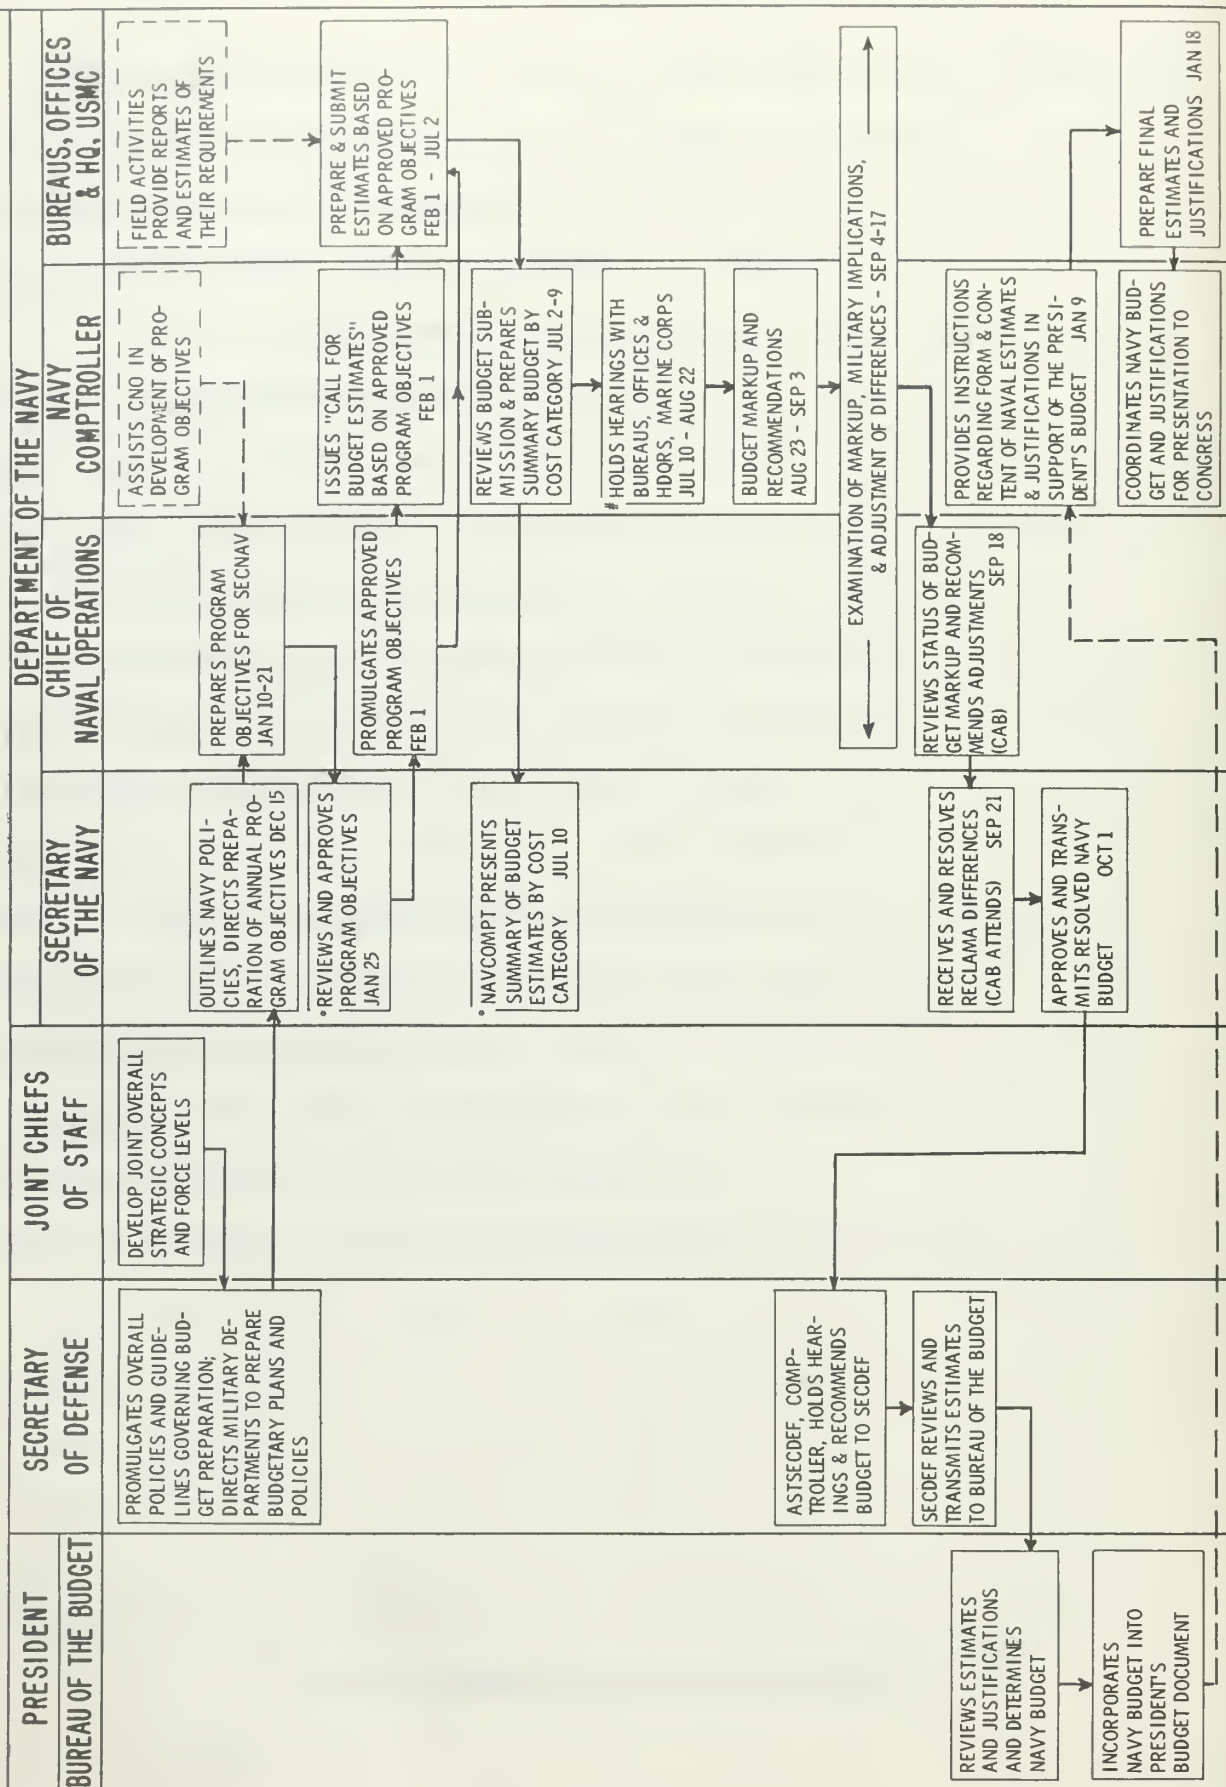 PRESIDENT
BUREAU OF THE BUDGET
SECRETARY
OF DEFENSE
JOINT CHIEFS
OF STAFF
DEPARTMENT OF THE NAVY
SECRETARY
OF THE NAVY
CHIEF OF
NAVAL OPERATIONS
NAVY
COMPTROLLER
BUREAUS, OFFICES
& HQ, USMC
PROMULGATES OVERALL
POLICIES AND GUIDE-
LINES GOVERNING BUD-
GET PREPARATION;
DIRECTS MILITARY DE-
PARTMENTS TO PREPARE
BUDGETARY PLANS AND
POLICIES
DEVELOP JOINT OVERALL
STRATEGIC CONCEPTS
AND FORCE LEVELS
OUTLINES NAVY POLI-
CIES, DIRECTS PREPA-
RATION OF ANNUAL PRO-
GRAM OBJECTIVES DEC 15
PREPARES PROGRAM
OBJECTIVES FOR SECNAV
JAN 10-21
ASSISTS CNO IN
DEVELOPMENT OF PRO-
GRAM OBJECTIVES
FIELD ACTIVITIES
PROVIDE REPORTS
AND ESTIMATES OF
THEIR REQUIREMENTS
* REVIEWS AND APPROVES
PROGRAM OBJECTIVES
JAN 25
PROMULGATES APPROVED
PROGRAM OBJECTIVES
FEB 1
ISSUES "CALL FOR
BUDGET ESTIMATES"
BASED ON APPROVED
PROGRAM OBJECTIVES
FEB 1
PREPARE & SUBMIT
ESTIMATES BASED
ON APPROVED PRO-
GRAM OBJECTIVES
FEB 1 - JUL 2
* NAVCOMPT PRESENTS
SUMMARY OF BUDGET
ESTIMATES BY COST
CATEGORY JUL 10
REVIEWS BUDGET SUB-
MISSION & PREPARES
SUMMARY BUDGET BY
COST CATEGORY JUL 2-9
# HOLDS HEARINGS WITH
BUREAUS, OFFICES &
HDQRS, MARINE CORPS
JUL 10 - AUG 22
BUDGET MARKUP AND
RECOMMENDATIONS
AUG 23 - SEP 3
EXAMINATION OF MARKUP, MILITARY IMPLICATIONS,
& ADJUSTMENT OF DIFFERENCES - SEP 4-17
ASTSECDEF, COMP-
TROLLER, HOLDS HEAR-
INGS & RECOMMENDS
BUDGET TO SECDEF
SECDEF REVIEWS AND
TRANSMITS ESTIMATES
TO BUREAU OF THE BUDGET
RECEIVES AND RESOLVES
RECLAMA DIFFERENCES
(CAB ATTENDS) SEP 21
REVIEWS STATUS OF BUD-
GET MARKUP AND RECOM-
MENDS ADJUSTMENTS
(CAB) SEP 18
PROVIDES INSTRUCTIONS
REGARDING FORM & CON-
TENT OF NAVAL ESTIMATES
& JUSTIFICATIONS IN
SUPPORT OF THE PRESI-
DENT'S BUDGET JAN 9
APPROVES AND TRANS-
MITS RESOLVED NAVY
BUDGET OCT 1
REVIEWS ESTIMATES
AND JUSTIFICATIONS
AND DETERMINES
NAVY BUDGET
INCORPORATES
NAVY BUDGET INTO
PRESIDENT'S
BUDGET DOCUMENT
COORDINATES NAVY BUD-
GET AND JUSTIFICATIONS
FOR PRESENTATION TO
CONGRESS
PREPARE FINAL
ESTIMATES AND
JUSTIFICATIONS JAN 18